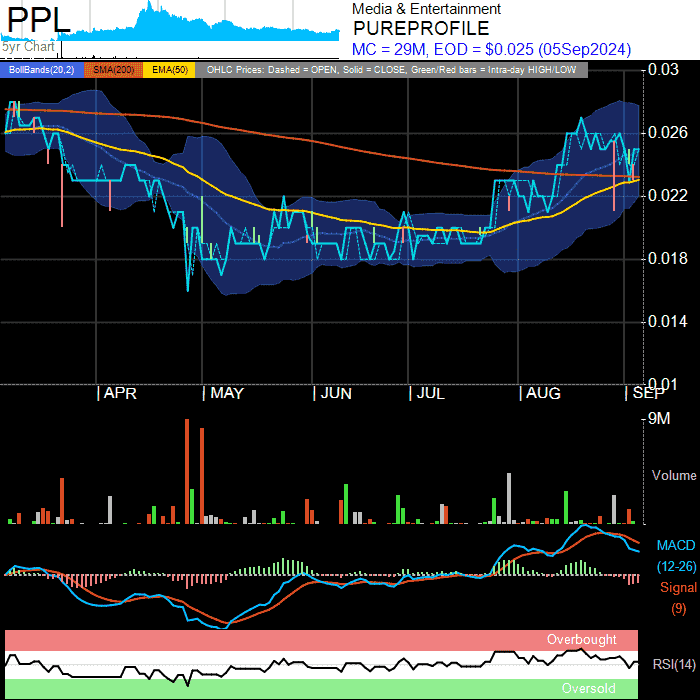 PPL
Media & Entertainment
PUREPROFILE
MC = 29M, EOD = $0.025 (05Sep2024)
5yr Chart
BollBands(20,2) SMA(200) EMA(50) OHLC Prices: Dashed = OPEN, Solid = CLOSE, Green/Red bars = Intra-day HIGH/LOW
0.03
0.026
0.022
0.018
0.014
0.01
APR MAY JUN JUL AUG SEP
9M
Volume
MACD
(12-26)
Signal
(9)
Overbought
RSI(14)
Oversold